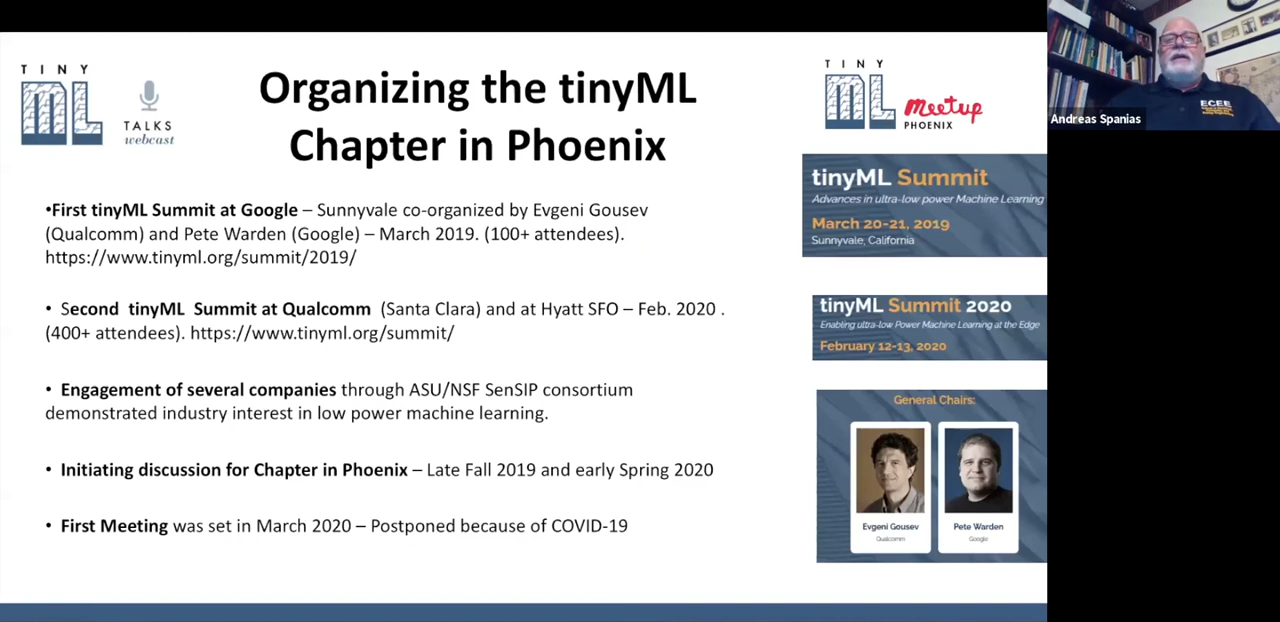 TINY
ML
TALKS
webcast
Organizing the tinyML
Chapter in Phoenix
•First tinyML Summit at Google – Sunnyvale co-organized by Evgeni Gousev
(Qualcomm) and Pete Warden (Google) – March 2019. (100+ attendees).
https://www.tinyml.org/summit/2019/
• Second tinyML Summit at Qualcomm (Santa Clara) and at Hyatt SFO – Feb. 2020 .
(400+ attendees). https://www.tinyml.org/summit/
• Engagement of several companies through ASU/NSF SenSIP consortium
demonstrated industry interest in low power machine learning.
• Initiating discussion for Chapter in Phoenix – Late Fall 2019 and early Spring 2020
• First Meeting was set in March 2020 – Postponed because of COVID-19
TINY
ML
meetup
PHOENIX
tinyML Summit
Advances in ultra-low power Machine Learning
March 20-21, 2019
Sunnyvale, California
tinyML Summit 2020
Enabling ultra-low Power Machine Learning at the Edge
February 12-13, 2020
General Chairs:
Evgeni Gousev
Qualcomm
Pete Warden
Google
ECEE
Andreas Spanias